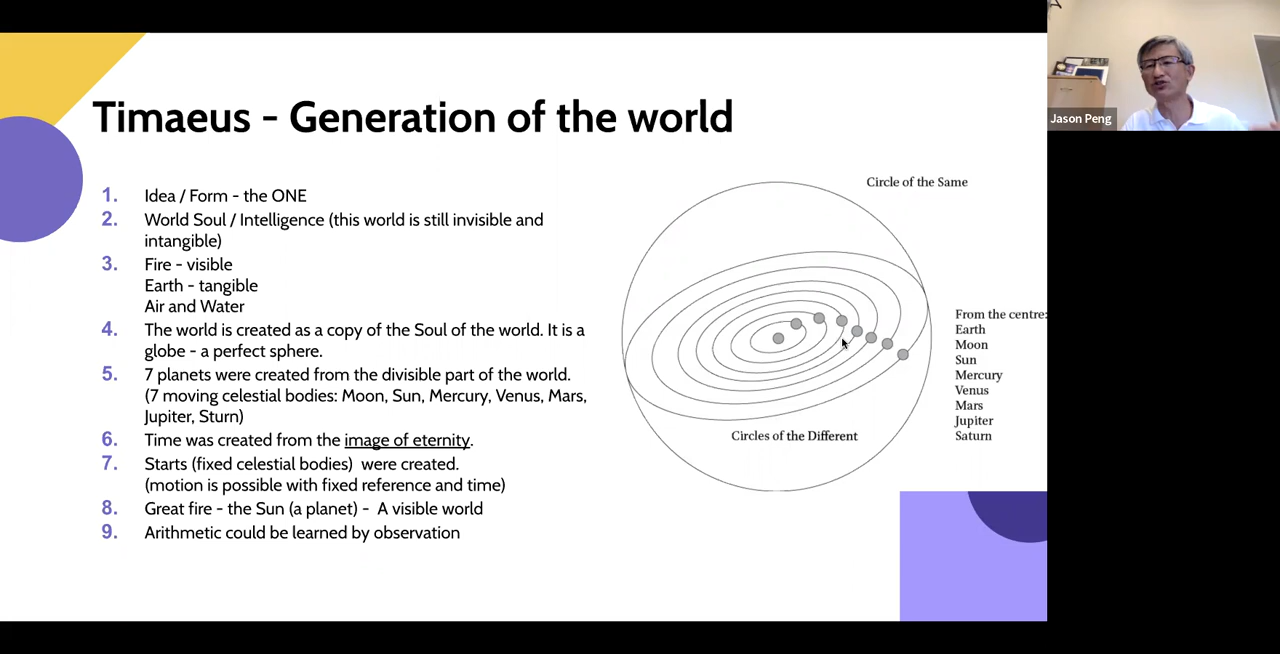 Timaeus - Generation of the world
1. Idea / Form - the ONE
2. World Soul / Intelligence (this world is still invisible and
intangible)
3. Fire - visible
Earth - tangible
Air and Water
4. The world is created as a copy of the Soul of the world. It is a
globe - a perfect sphere.
5. 7 planets were created from the divisible part of the world.
(7 moving celestial bodies: Moon, Sun, Mercury, Venus, Mars,
Jupiter, Sturn)
6. Time was created from the image of eternity.
7. Starts (fixed celestial bodies)  were created.
(motion is possible with fixed reference and time)
8. Great fire - the Sun (a planet) -  A visible world
9. Arithmetic could be learned by observation
Circle of the Same
Circles of the Different
From the centre:
Earth
Moon
Sun
Mercury
Venus
Mars
Jupiter
Saturn
Jason Peng